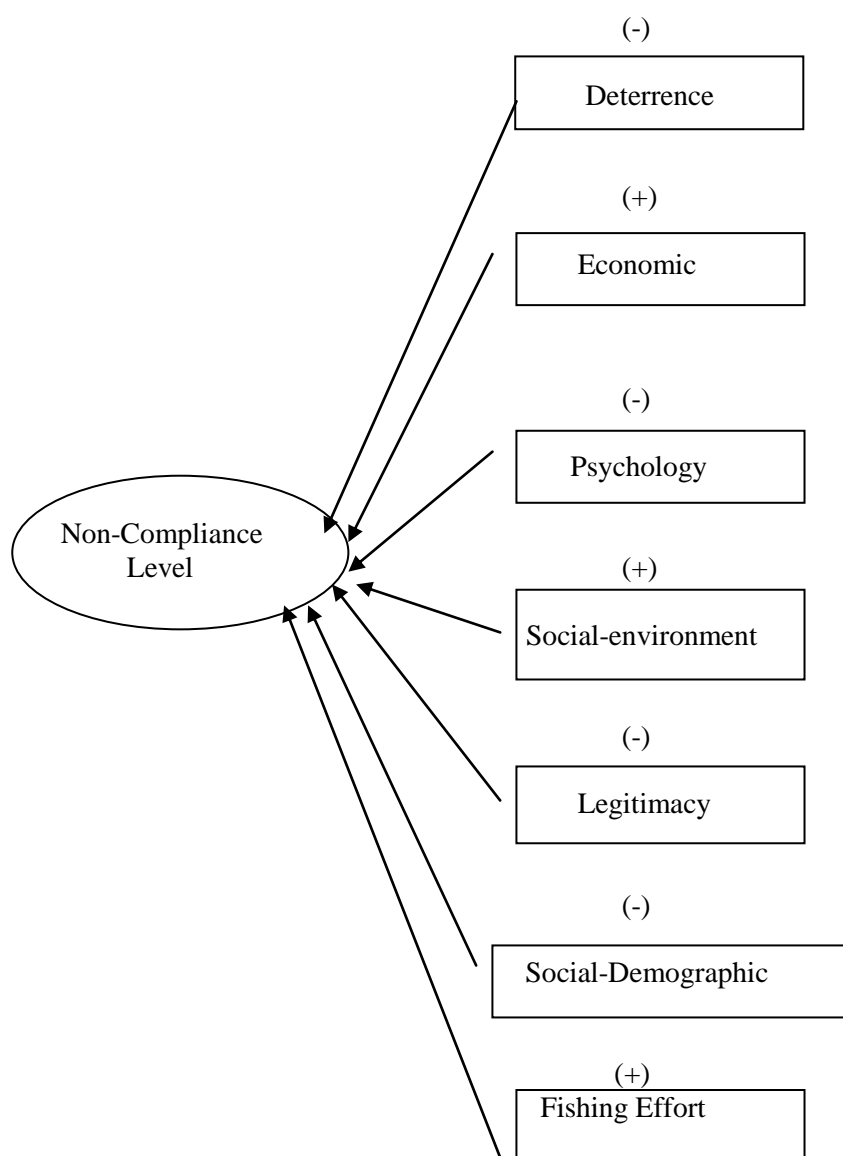 (-)
Deterrence
(+)
Economic
(-)
Psychology
Non-Compliance
Level
(+)
Social-environment
(-)
Legitimacy
(-)
Social-Demographic
(+)
Fishing Effort